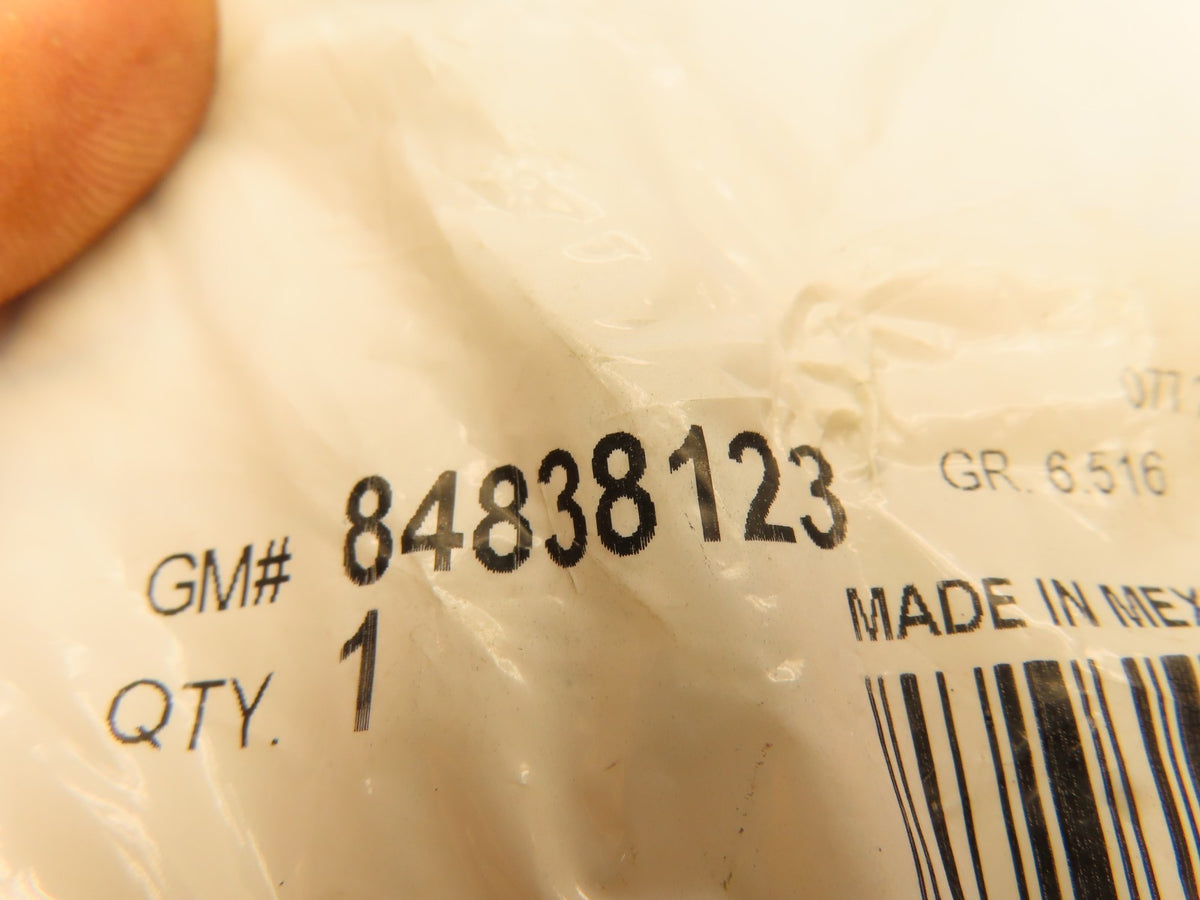 GM# 84838123
QTY. 1
GR. 6.516
MADE IN MEX